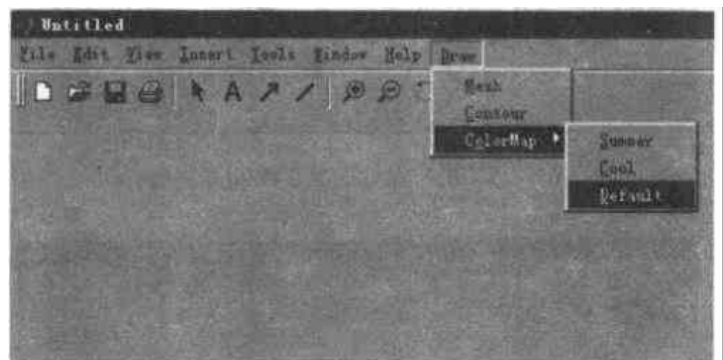 Untitled
File Edit View Insert Tools Window Help Draw
A
Mesh
Contour
ColorMap
Summer
Cool
Default